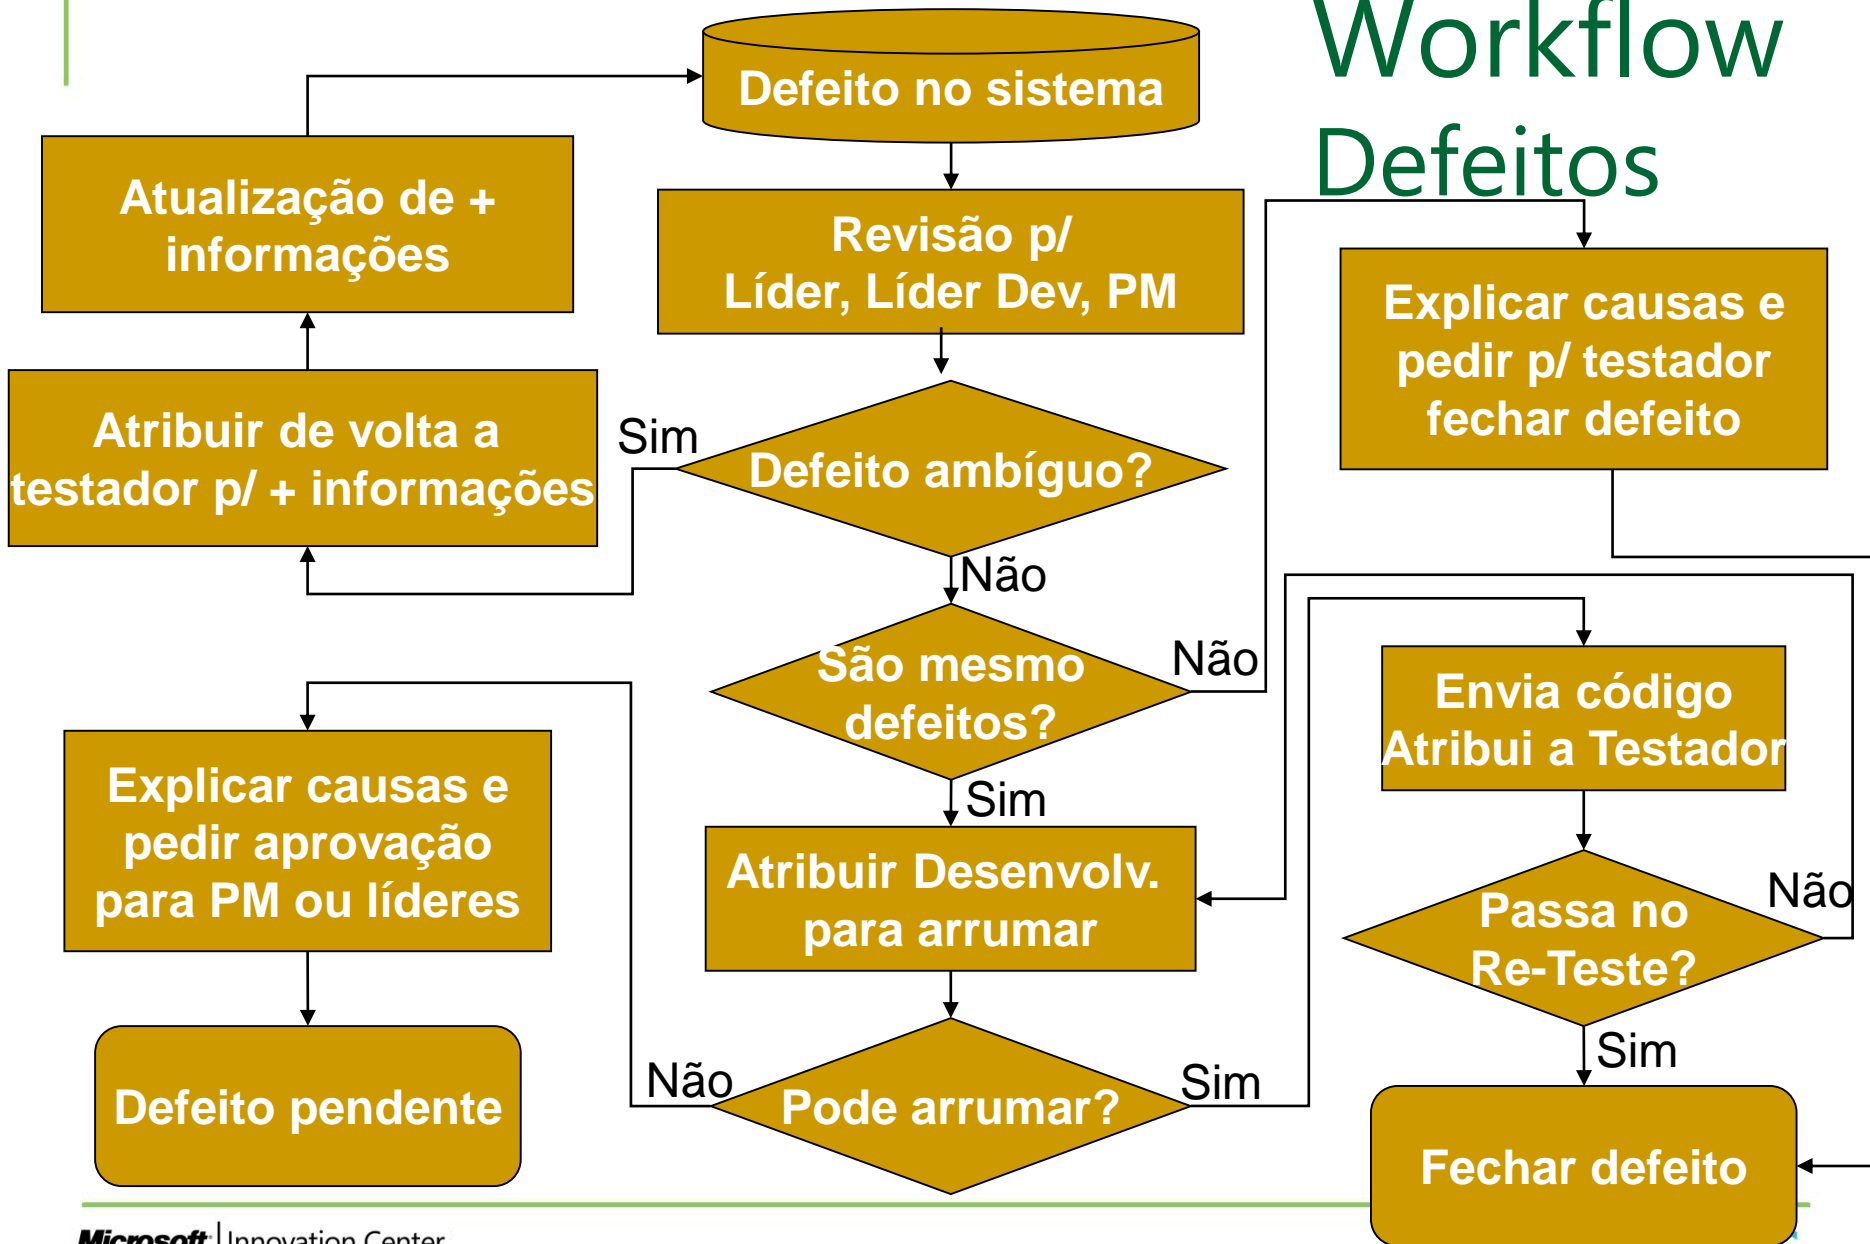 Workflow
Defeitos
Defeito no sistema
Atualização de +
informações
Revisão p/
Líder, Líder Dev, PM
Explicar causas e
pedir p/ testador
fechar defeito
Atribuir de volta a
testador p/ + informações
Sim
Defeito ambíguo?
Não
São mesmo
defeitos?
Não
Envia código
Atribui a Testador
Sim
Explicar causas e
pedir aprovação
para PM ou líderes
Atribuir Desenvolv.
para arrumar
Passa no
Re-Teste?
Não
Sim
Defeito pendente
Não
Pode arrumar?
Sim
Fechar defeito
Microsoft Innovation Center